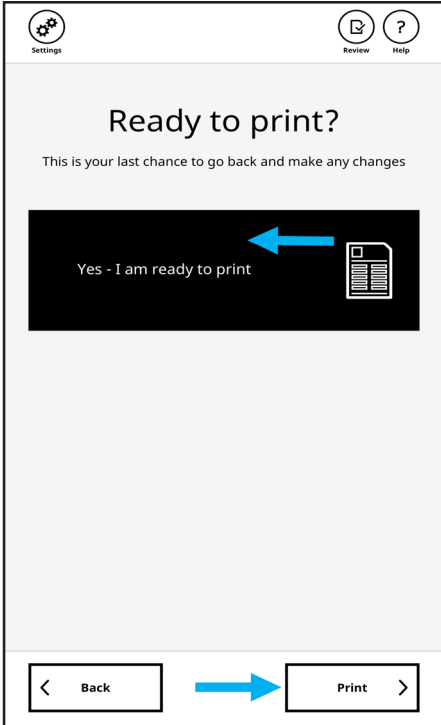 Settings
Review
Help
?
Ready to print?
This is your last chance to go back and make any changes
Yes - I am ready to print
Back
Print